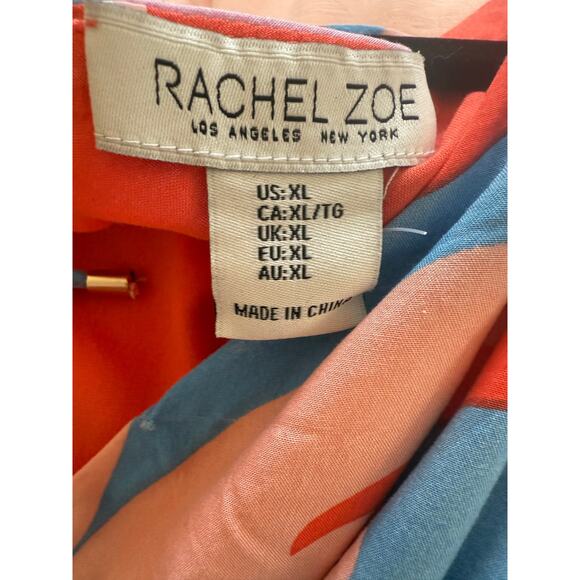 RACHEL ZOE
LOS ANGELES NEW YORK
US:XL
CA:XL/TG
UK:XL
EU:XL
AU:XL
MADE IN CHINA